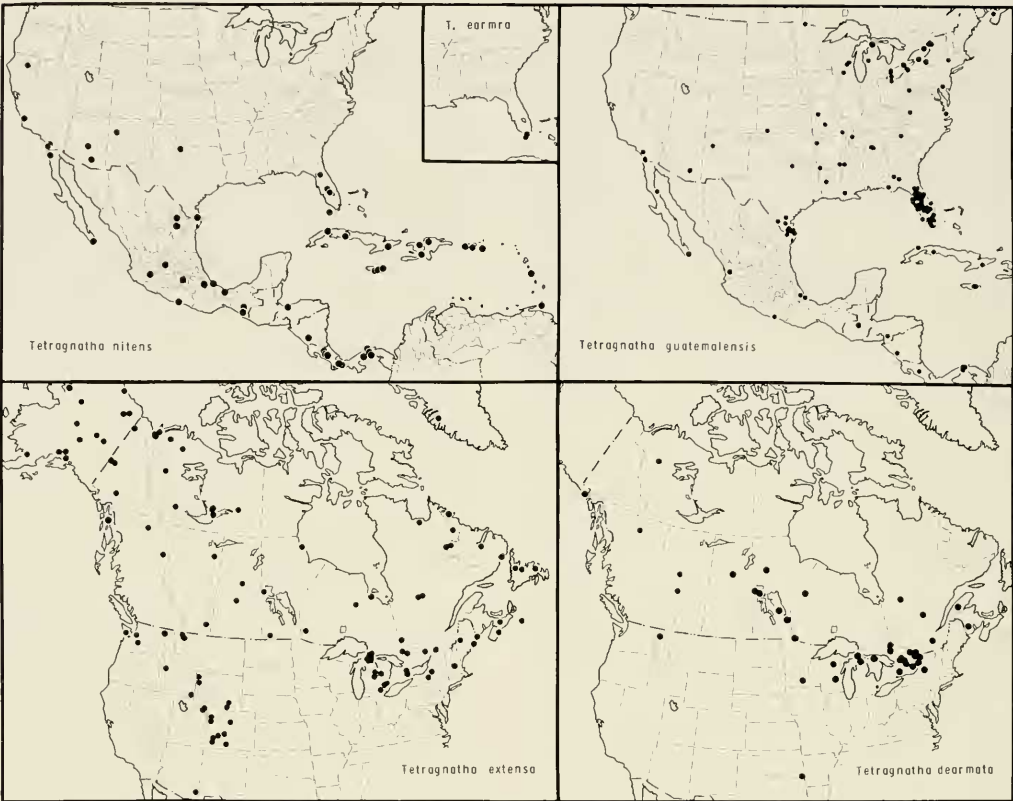 T. earmra
Tetragnatha nitens
Tetragnatha guatemalensis
Tetragnatha extensa
Tetragnatha dearmata